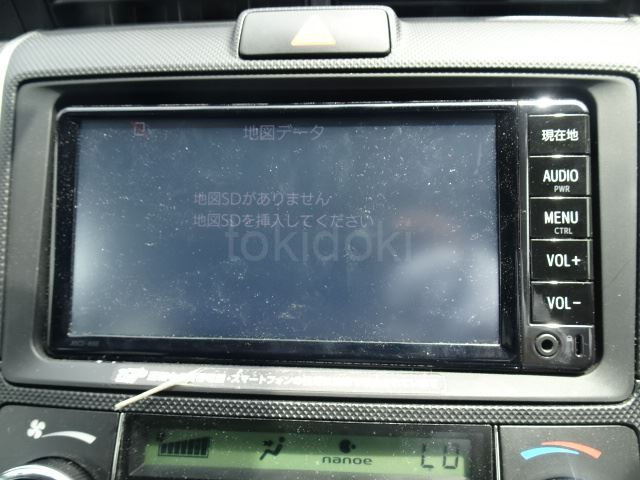 地図データ
現在地
地図SDがありません
地図SDを挿入してください
AUDIO
PWR
MENU
CTRL
VOL+
VOL-
tokidoki
nanoe
LO